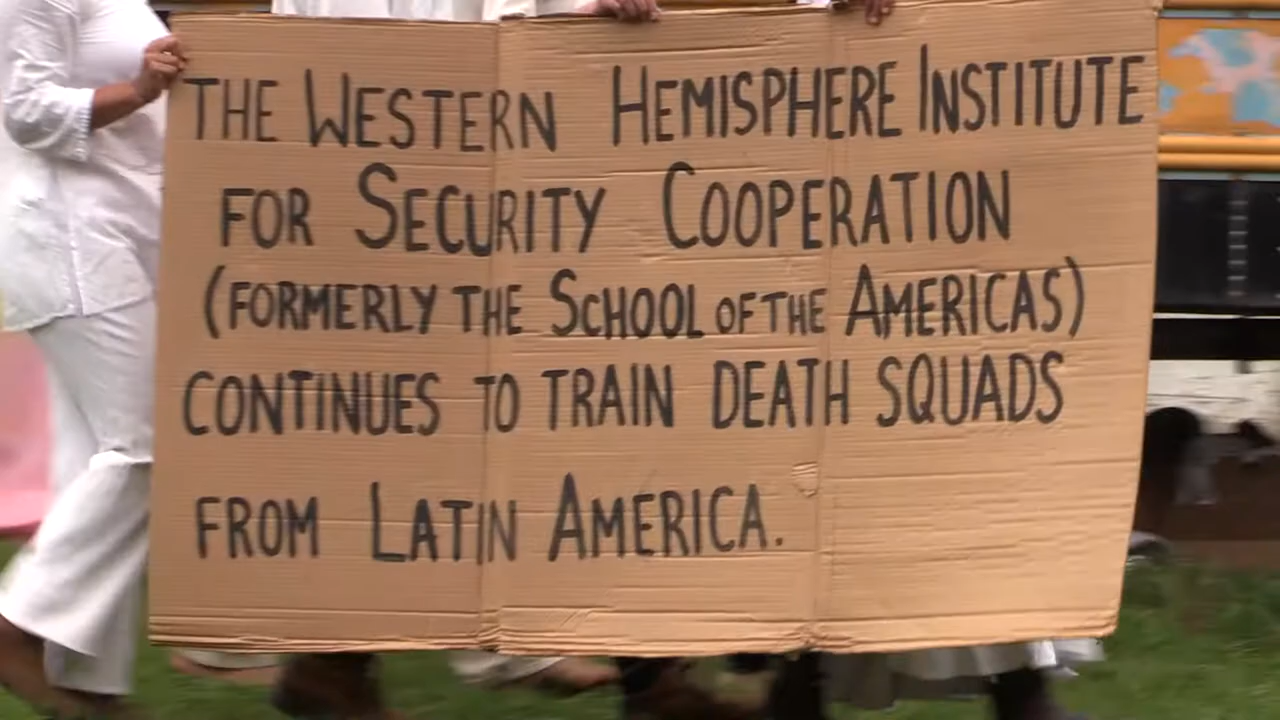 THE WESTERN HEMISPHERE INSTITUTE
FOR SECURITY COOPERATION
(FORMERLY THE SCHOOL OF THE AMERICAS)
CONTINUES TO TRAIN DEATH SQUADS
FROM LATIN AMERICA.